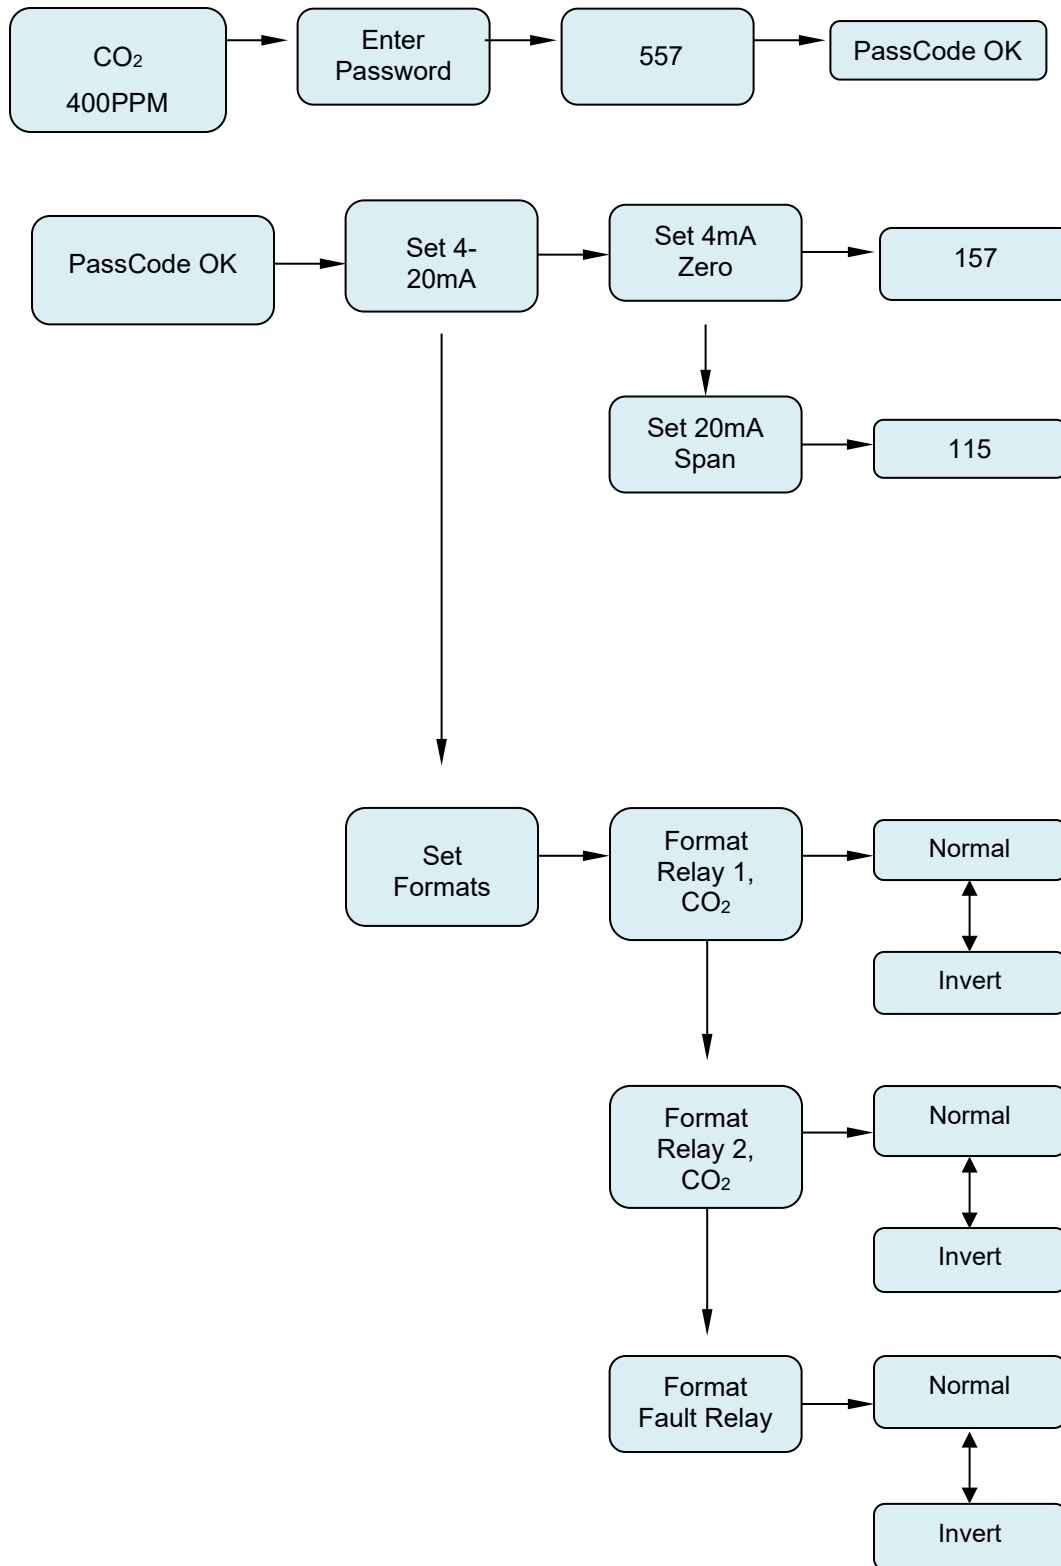 CO₂
400PPM
Enter
Password
557
PassCode OK
PassCode OK
Set 4-
20mA
Set 4mA
Zero
157
Set 20mA
Span
115
Set
Formats
Format
Relay 1,
CO₂
Normal
Invert
Format
Relay 2,
CO₂
Normal
Invert
Format
Fault Relay
Normal
Invert